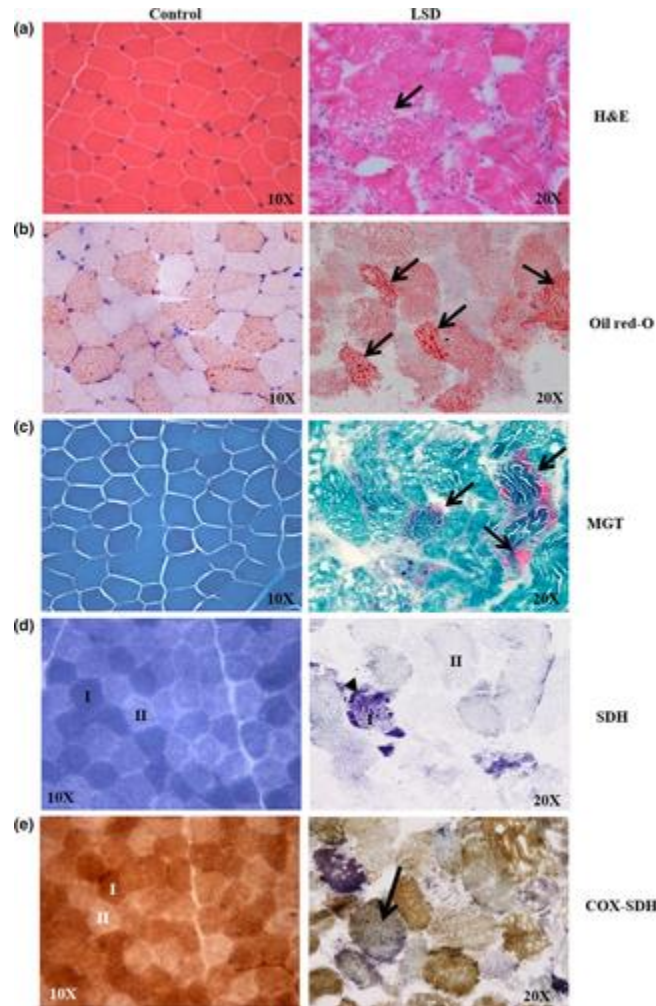 Control LSD
(a)
H&E
10X 20X
(b)
Oil red-O
10X 20X
(c)
MGT
10X 20X
(d)
I II II I
SDH
10X 20X
(e)
I II
COX-SDH
10X 20X